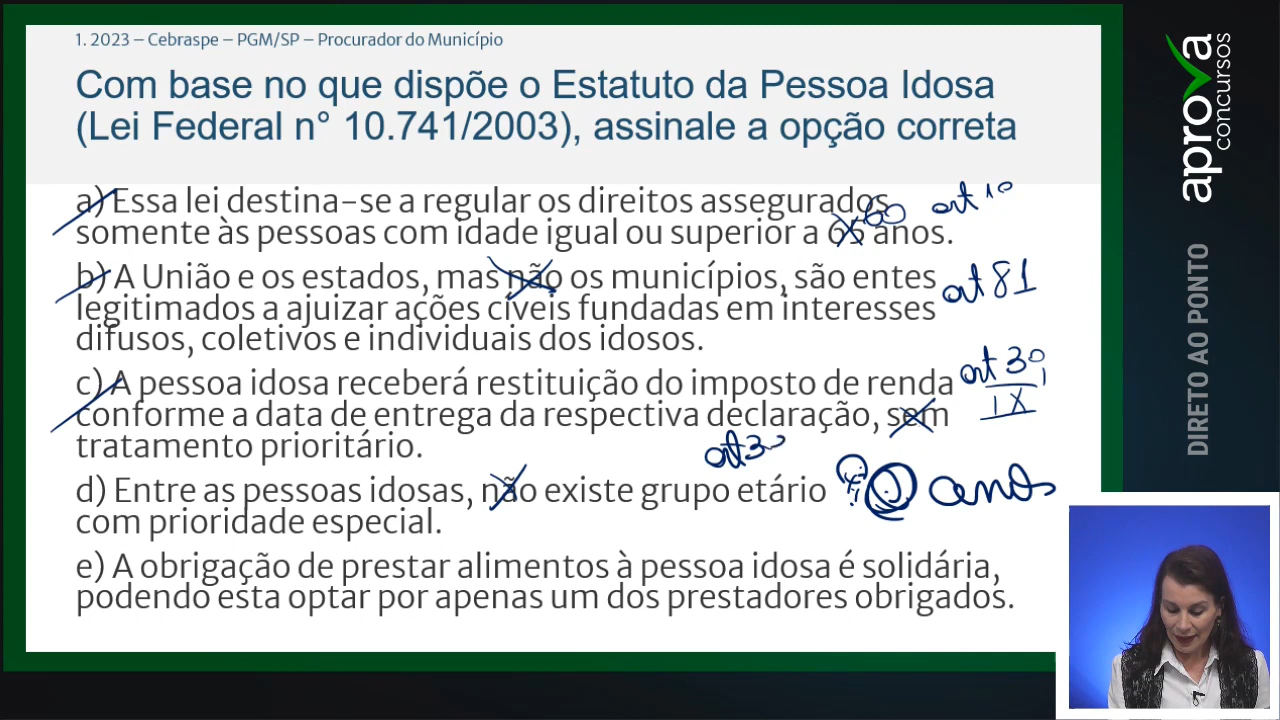 1. 2023 – Cebraspe – PGM/SP – Procurador do Município
Com base no que dispõe o Estatuto da Pessoa Idosa
(Lei Federal n° 10.741/2003), assinale a opção correta
a) Essa lei destina-se a regular os direitos assegurados
art 1º
somente às pessoas com idade igual ou superior a 65 anos.
60
b) A União e os estados, mas não os municípios, são entes
art 81
legitimados a ajuizar ações cíveis fundadas em interesses
difusos, coletivos e individuais dos idosos.
c) A pessoa idosa receberá restituição do imposto de renda
art 3º,
conforme a data de entrega da respectiva declaração, sem
IX
tratamento prioritário.
art 3º
d) Entre as pessoas idosas, não existe grupo etário
anos
com prioridade especial.
e) A obrigação de prestar alimentos à pessoa idosa é solidária,
podendo esta optar por apenas um dos prestadores obrigados.
aprova
concursos
DIRETO AO PONTO